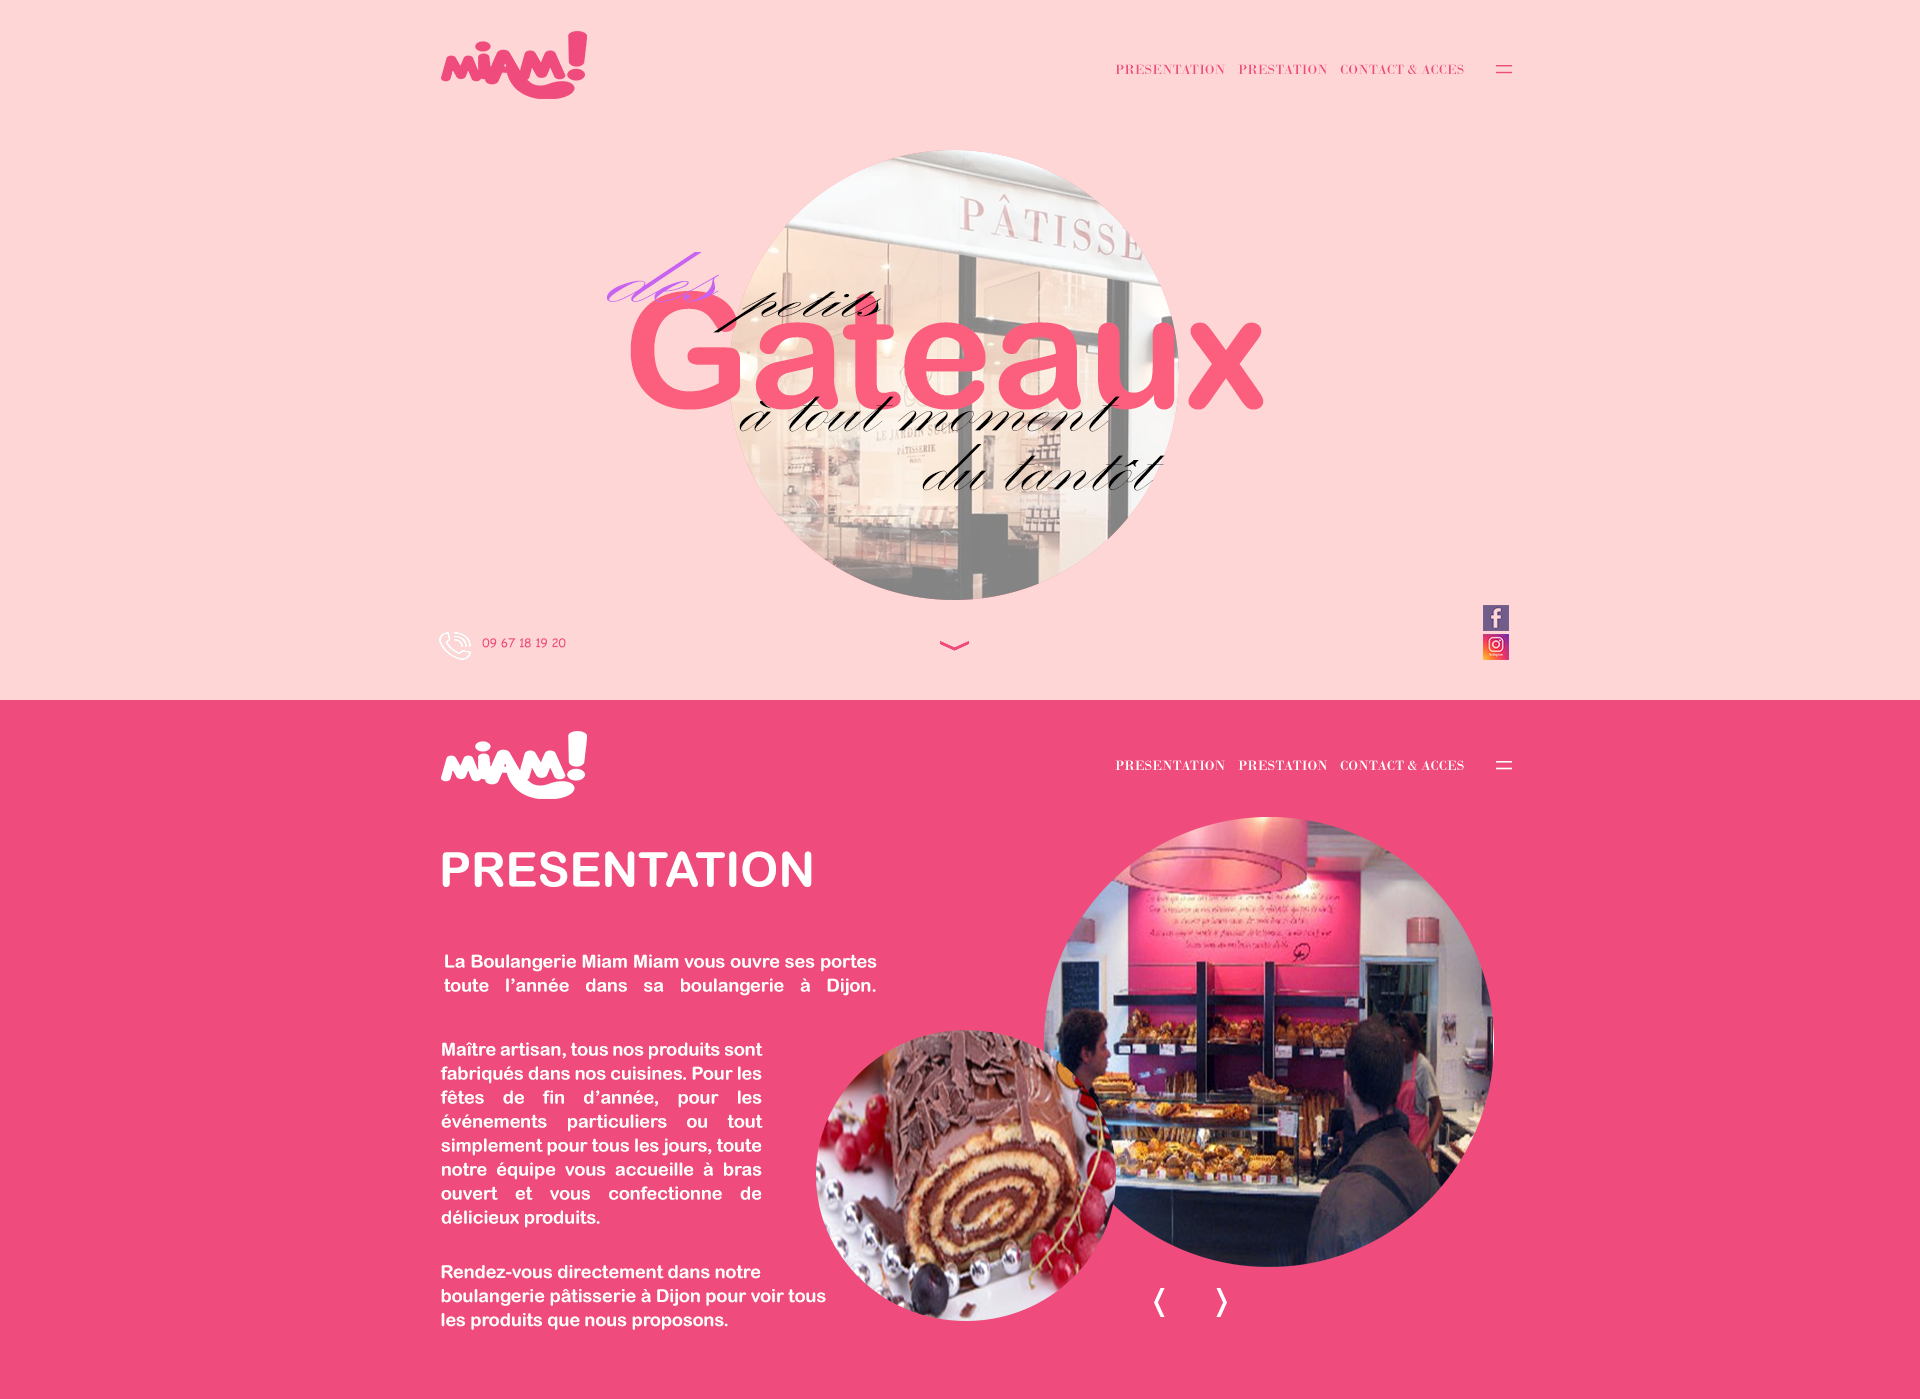 miam!
PRESENTATION PRESTATION CONTACT & ACCES
PÂTISSE
des
petits
Gateaux
à tout moment
LE JARDIN SUCRÉ
PÂTISSERIE
du tantôt
09 67 18 19 20
miam!
PRESENTATION PRESTATION CONTACT & ACCES
PRESENTATION
La Boulangerie Miam Miam vous ouvre ses portes
toute l’année dans sa boulangerie à Dijon.
Maître artisan, tous nos produits sont
fabriqués dans nos cuisines. Pour les
fêtes de fin d’année, pour les
événements particuliers ou tout
simplement pour tous les jours, toute
notre équipe vous accueille à bras
ouvert et vous confectionne de
délicieux produits.
Rendez-vous directement dans notre
boulangerie pâtisserie à Dijon pour voir tous
les produits que nous proposons.